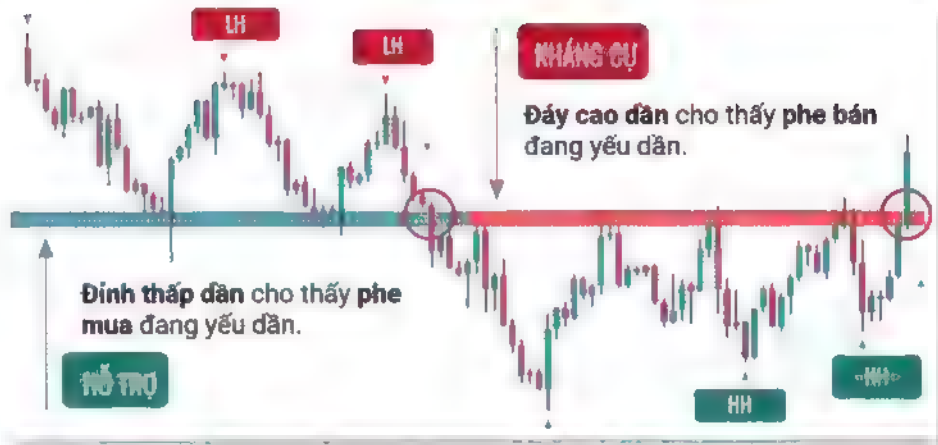 LH
LH
KHÁNG CỰ
Đáy cao dần cho thấy phe bán
đang yếu dần.
Đỉnh thấp dần cho thấy phe
mua đang yếu dần.
HỖ TRỢ
HH
HH